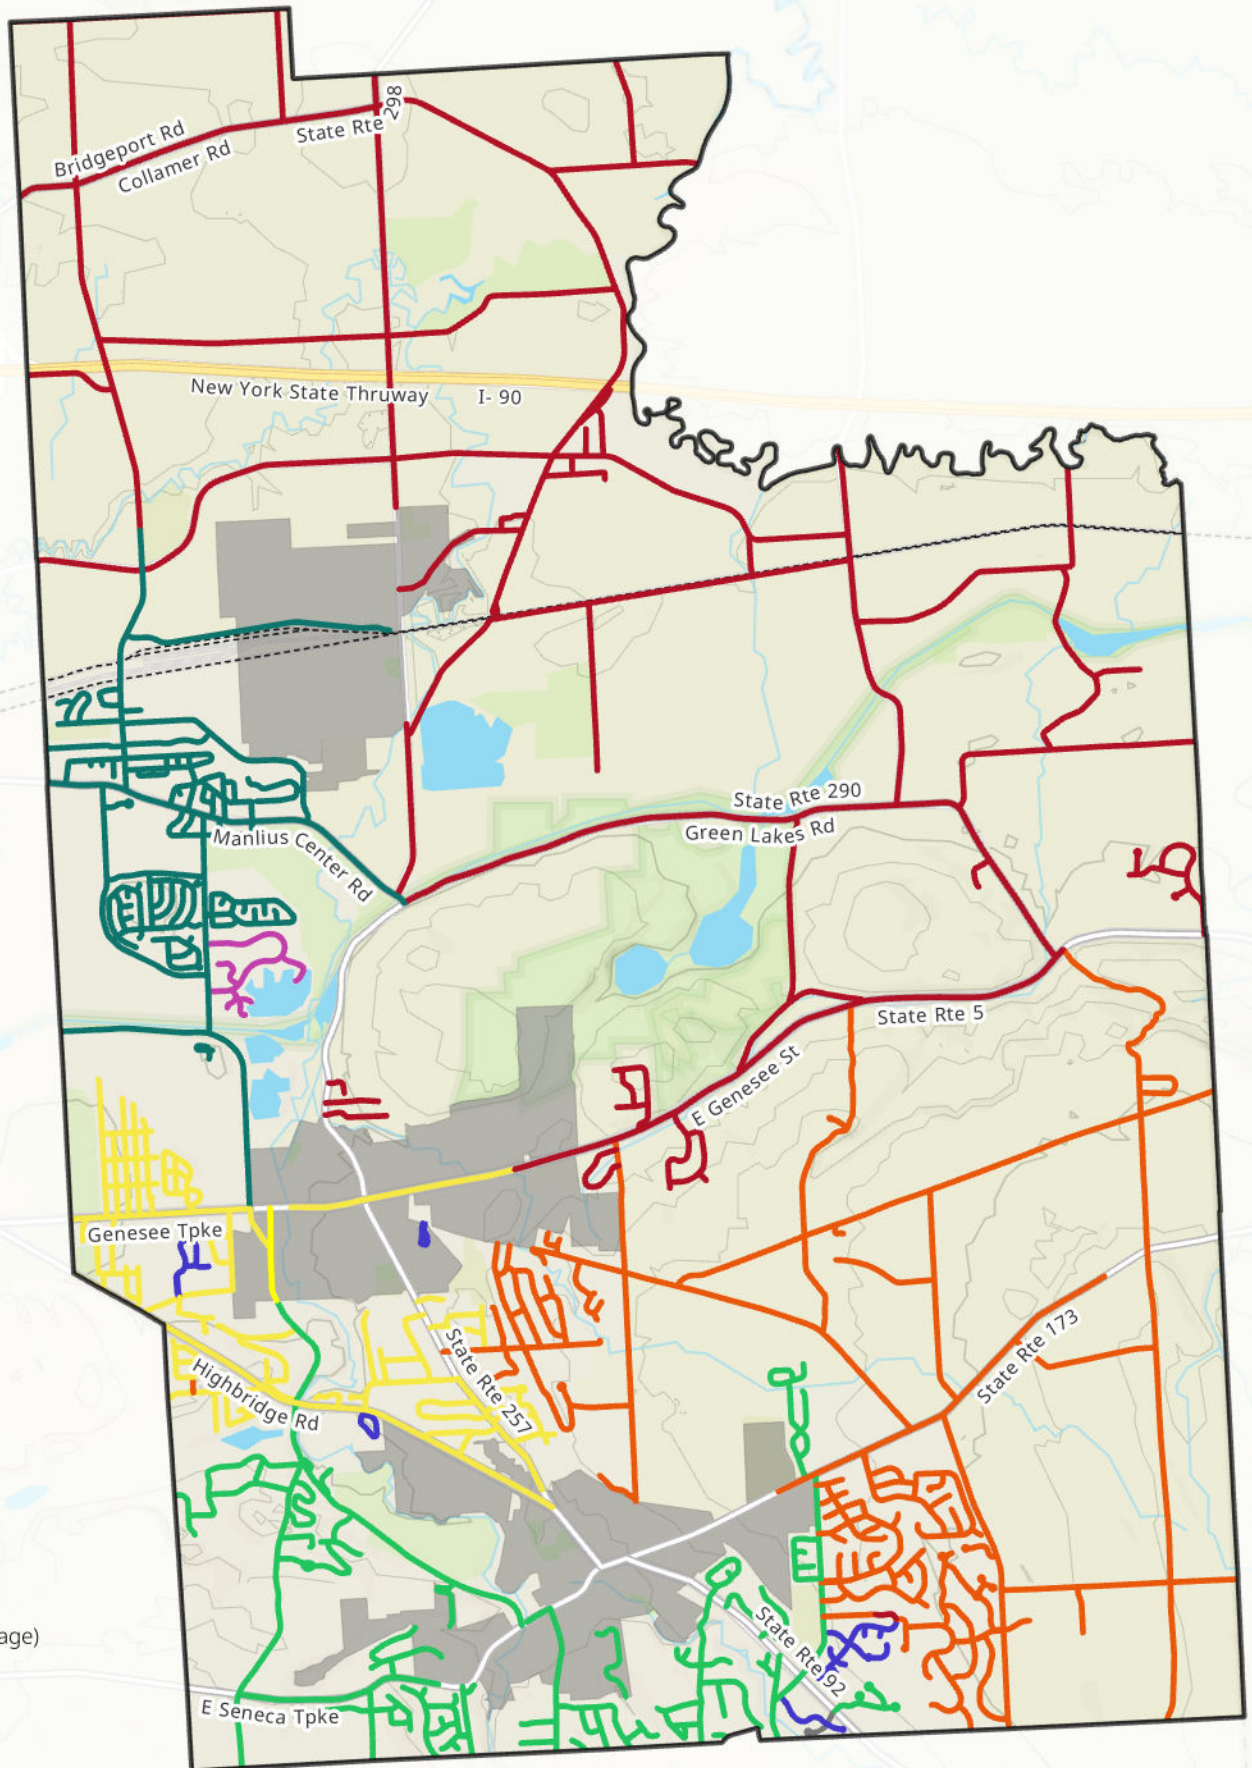 298
State Rte
Bridgeport Rd
Collamer Rd
New York State Thruway
I- 90
State Rte 290
Green Lakes Rd
Manlius Center Rd
State Rte 5
E Genesee St
Genesee Tpke
State Rte 173
State Rte 257
Highbridge Rd
age)
State Rte 92
E Seneca Tpke